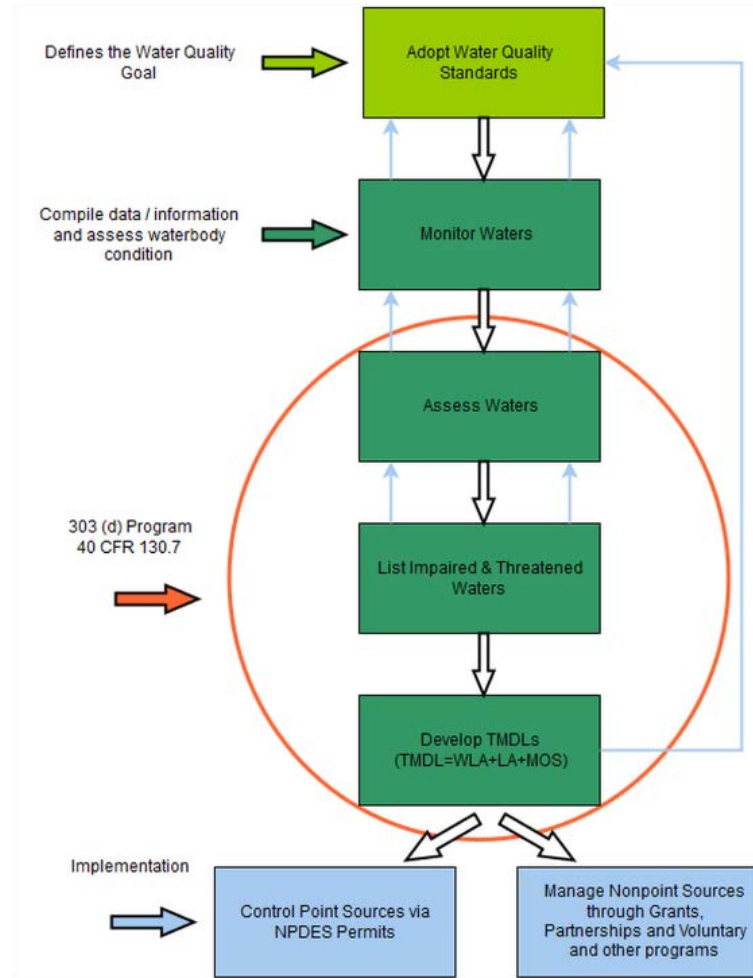 Defines the Water Quality
Goal
Adopt Water Quality
Standards
Compile data / information
and assess waterbody
condition
Monitor Waters
Assess Waters
303 (d) Program
40 CFR 130.7
List Impaired & Threatened
Waters
Develop TMDLs
(TMDL=WLA+LA+MOS)
Implementation
Control Point Sources via
NPDES Permits
Manage Nonpoint Sources
through Grants,
Partnerships and Voluntary
and other programs